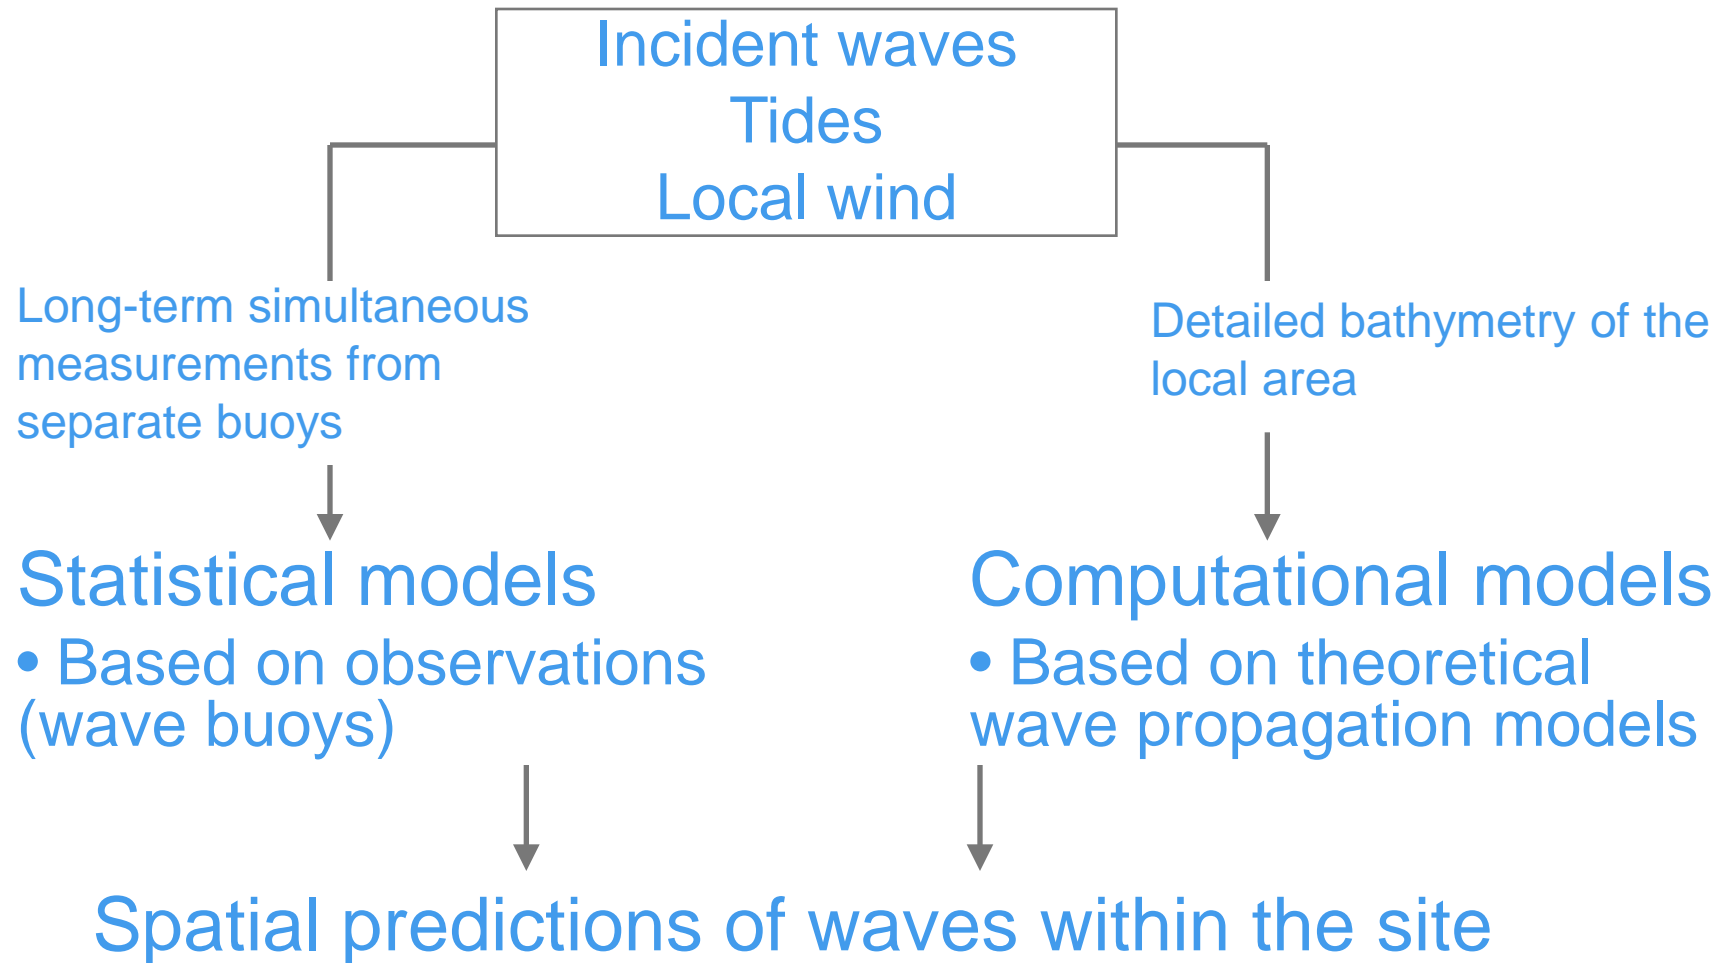 Incident waves
Tides
Local wind
Long-term simultaneous
measurements from
separate buoys
Detailed bathymetry of the
local area
Statistical models
• Based on observations
(wave buoys)
Computational models
• Based on theoretical
wave propagation models
Spatial predictions of waves within the site